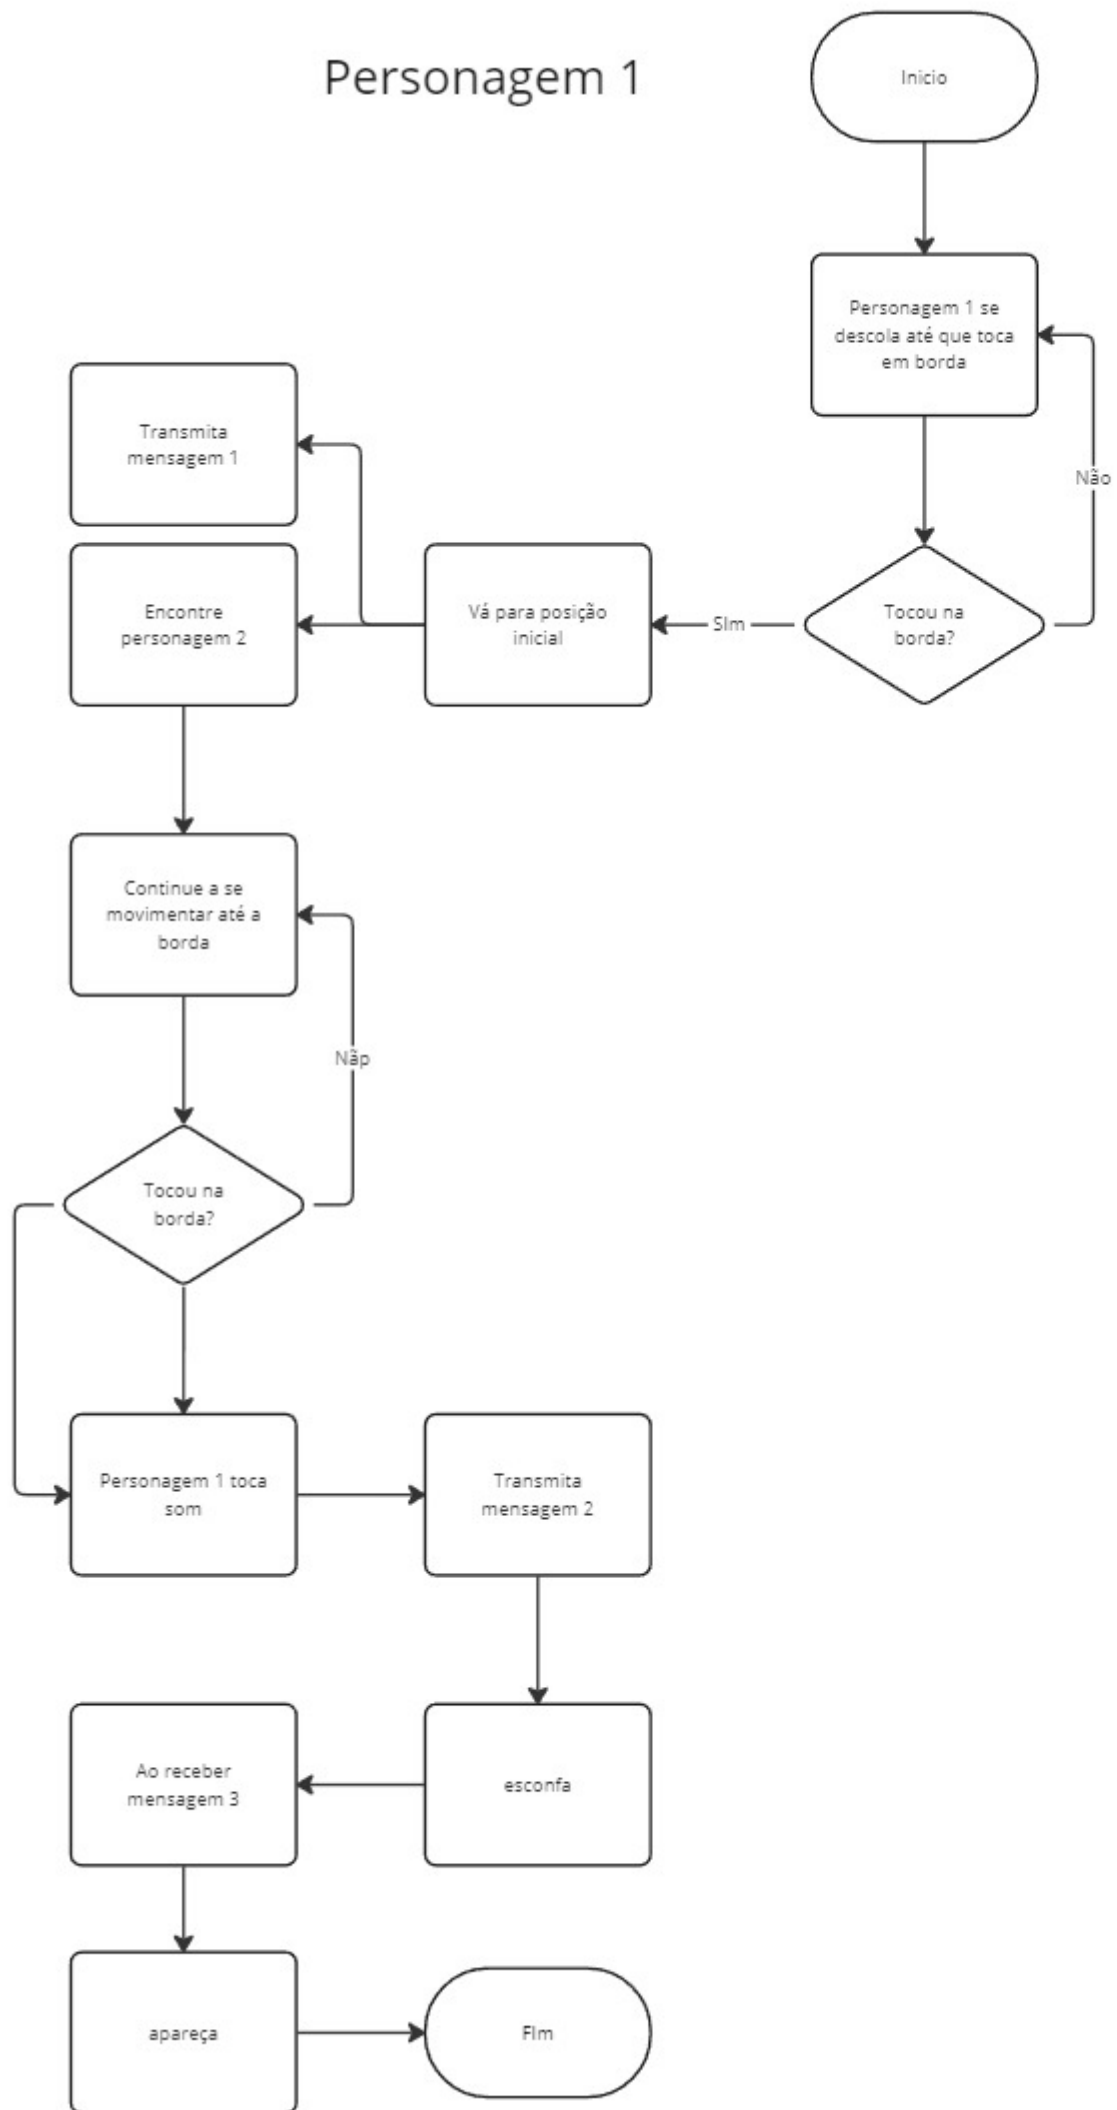 Personagem 1
Inicio
Personagem 1 se
descola até que toca
em borda
Não
Tocou na
borda?
SIm
Vá para posição
inicial
Transmita
mensagem 1
Encontre
personagem 2
Continue a se
movimentar até a
borda
Nãp
Tocou na
borda?
Personagem 1 toca
som
Transmita
mensagem 2
esconfa
Ao receber
mensagem 3
apareça
FIm